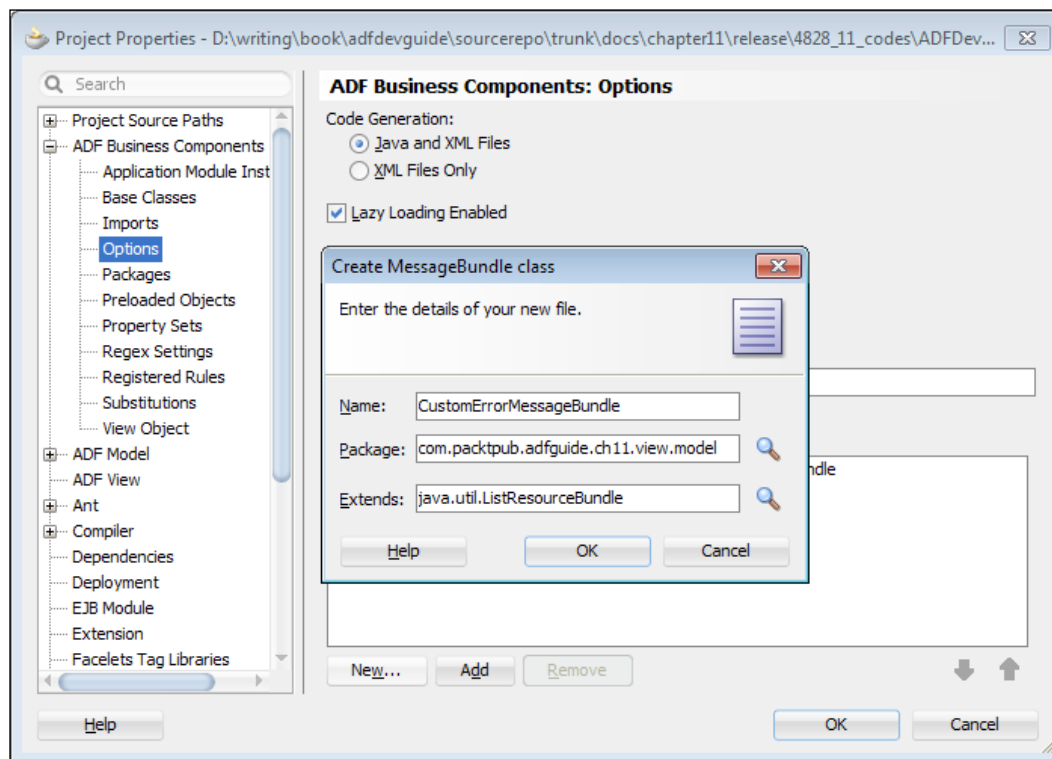 Project Properties - D:\writing\book\adfdevguide\sourcerepo\trunk\docs\chapter11\release\4828_11_codes\ADFDev...
Search
Project Source Paths
ADF Business Components
Application Module Inst
Base Classes
Imports
Options
Packages
Preloaded Objects
Property Sets
Regex Settings
Registered Rules
Substitutions
View Object
ADF Model
ADF View
Ant
Compiler
Dependencies
Deployment
EJB Module
Extension
Facelets Tag Libraries
Help
ADF Business Components: Options
Code Generation:
Java and XML Files
XML Files Only
Lazy Loading Enabled
Create MessageBundle class
Enter the details of your new file.
Name: CustomErrorMessageBundle
Package: com.packtpub.adfguide.ch11.view.model
Extends: java.util.ListResourceBundle
Help OK Cancel
New... Add Remove
OK Cancel